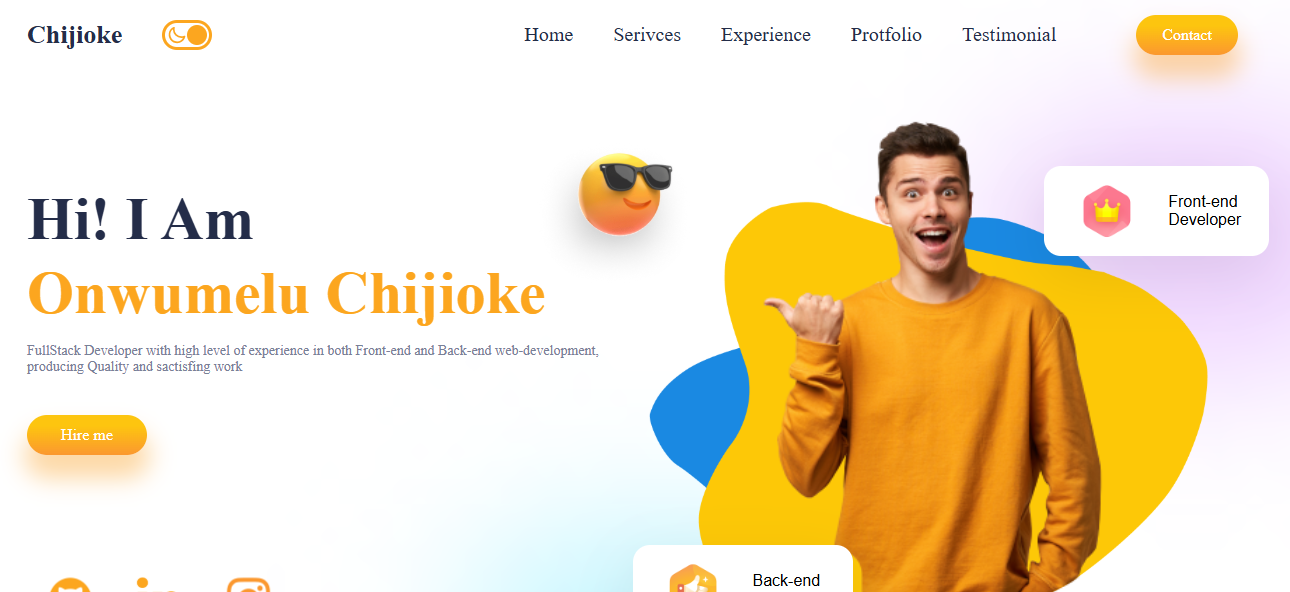 Chijioke
Home
Serivces
Experience
Protfolio
Testimonial
Contact
Front-end
Developer
Hi! I Am
Onwumelu Chijioke
FullStack Developer with high level of experience in both Front-end and Back-end web-development,
producing Quality and sactisfing work
Hire me
Back-end